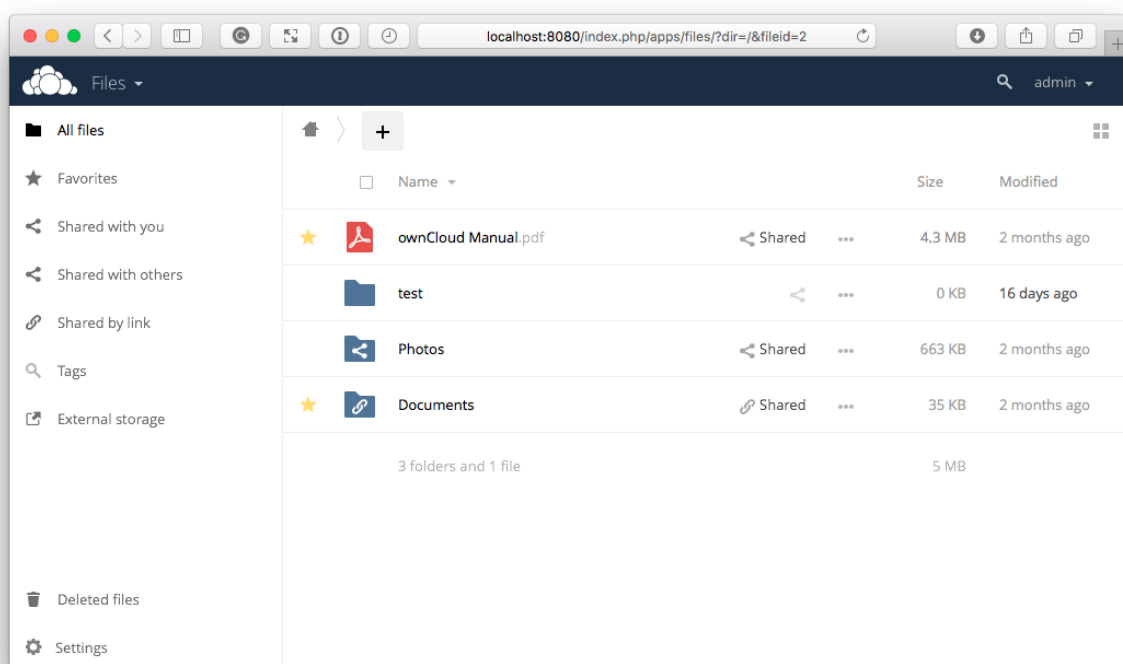 localhost:8080/index.php/apps/files/?dir=/&fileid=2
Files
admin
All files
Favorites
Shared with you
Shared with others
Shared by link
Tags
External storage
Deleted files
Settings
Name Size Modified
ownCloud Manual.pdf Shared 4.3 MB 2 months ago
test 0 KB 16 days ago
Photos Shared 663 KB 2 months ago
Documents Shared 35 KB 2 months ago
3 folders and 1 file 5 MB